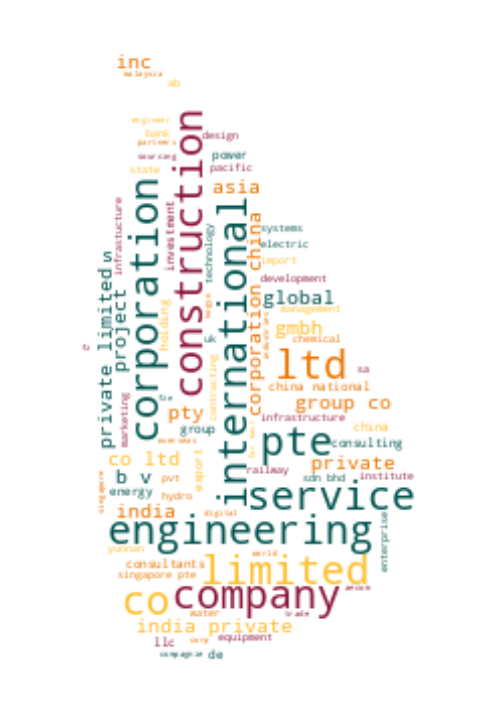 inc
malaysia
ab
engineer
bank
partners
design
sourcing
power
state
pacific
asia
construction
corporation
international
infrastucture
investment
technology
corporation china
systems
electric
import
development
global
management
gmbh
chemical
private limited
s
project
holding
uk
contracting
ltd
sa
china national
group co
marketing
pty
group
infrastructure
china
pte
consulting
overseas
co ltd
export
private
railway
sdn bhd
institute
b v
pvt
energy
hydro
singapore
service
india
digital
engineering
enterprise
yunnan
world
consultants
singapore pte
limited
co
company
aecom
water
trade
india private
llc
corp
equipment
compagnie
de